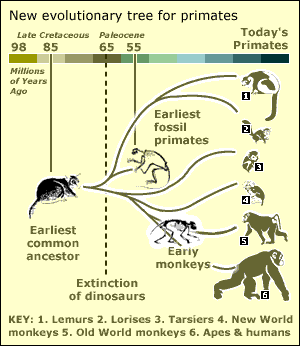 New evolutionary tree for primates
Late Cretaceous Paleocene
Today's
Primates
98 85 65 55
Millions
of Years
Ago
1
Earliest
fossil
primates
2
3
4
Earliest
common
ancestor
Early
monkeys
5
Extinction
of dinosaurs
6
KEY: 1. Lemurs 2. Lorises 3. Tarsiers 4. New World
monkeys 5. Old World monkeys 6. Apes & humans